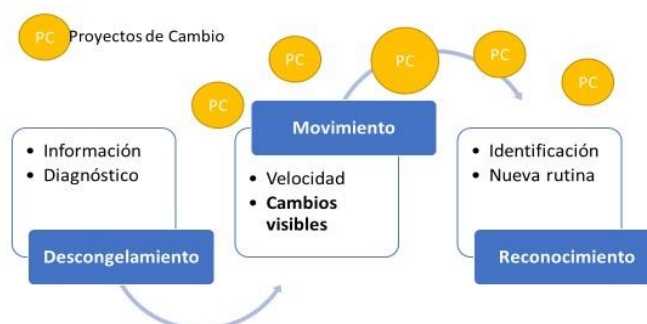 PC Proyectos de Cambio
PC
PC
PC
PC
PC
• Información
• Diagnóstico
Descongelamiento
Movimiento
• Velocidad
• Cambios
visibles
• Identificación
• Nueva rutina
Reconocimiento